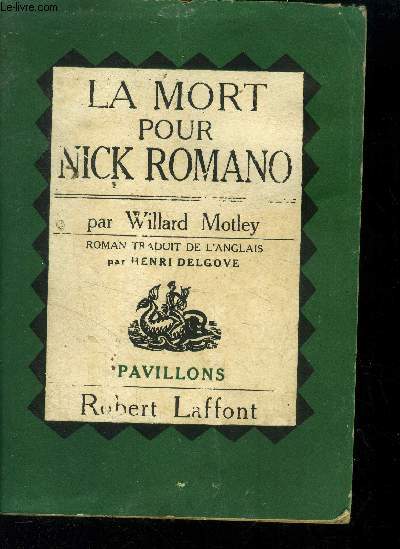 Le-livre.com
LA MORT
POUR
NICK ROMANO
par Willard Motley
ROMAN TRADUIT DE L'ANGLAIS
par HENRI DELGOVE
PAVILLONS
Robert Laffont